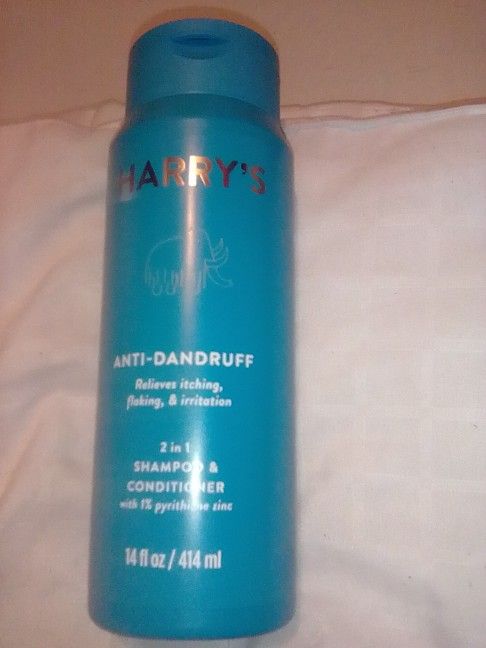 HARRY'S
ANTI-DANDRUFF
Relieves itching,
flaking, & irritation
2 in 1
SHAMPOO &
CONDITIONER
with 1% pyrithione zinc
14 fl oz / 414 ml